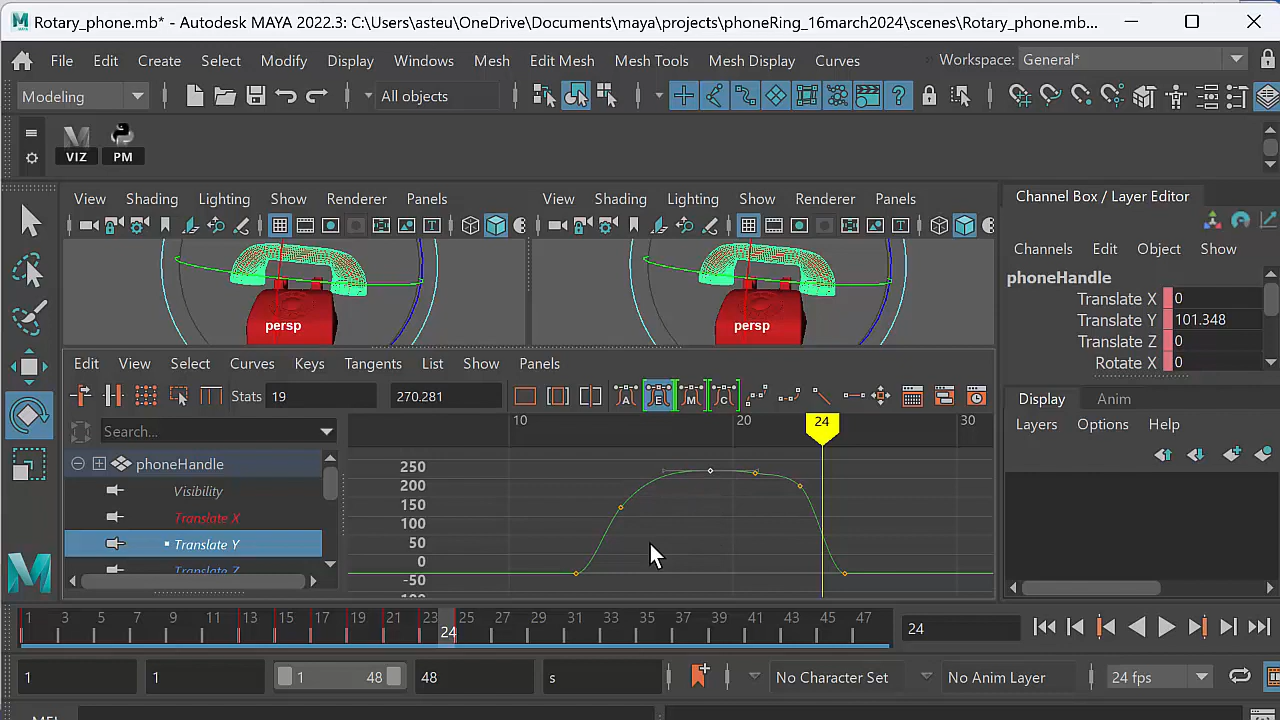 Rotary_phone.mb* - Autodesk MAYA 2022.3: C:\Users\astęu\OneDrive\Documents\maya\projects\phoneRing_16march2024\scenes\Rotary_phone.mb...
File Edit Create Select Modify Display Windows Mesh Edit Mesh Mesh Tools Mesh Display Curves Workspace: General*
Modeling All objects
VIZ PM
View Shading Lighting Show Renderer Panels
persp
View Shading Lighting Show Renderer Panels
persp
Edit View Select Curves Keys Tangents List Show Panels
Stats 19 270.281 A E M C
Search...
phoneHandle
Visibility
Translate X
Translate Y
Translate Z
10 20 24 30
250
200
150
100
50
0
-50
Channel Box / Layer Editor
Channels Edit Object Show
phoneHandle
Translate X 0
Translate Y 101.348
Translate Z 0
Rotate X 0
Display Anim
Layers Options Help
1 3 5 7 9 11 13 15 17 19 21 23 24 25 27 29 31 33 35 37 39 41 43 45 47 24
1 1 1 48 48 s No Character Set No Anim Layer 24 fps
MEL